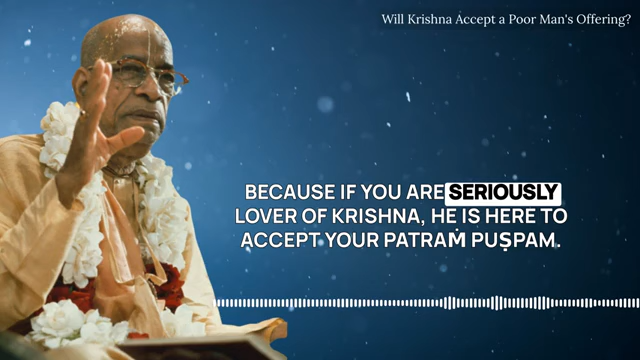 Will Krishna Accept a Poor Man's Offering?
BECAUSE IF YOU ARE SERIOUSLY
LOVER OF KRISHNA, HE IS HERE TO
ACCEPT YOUR PATRAṀ PUṢPAM.